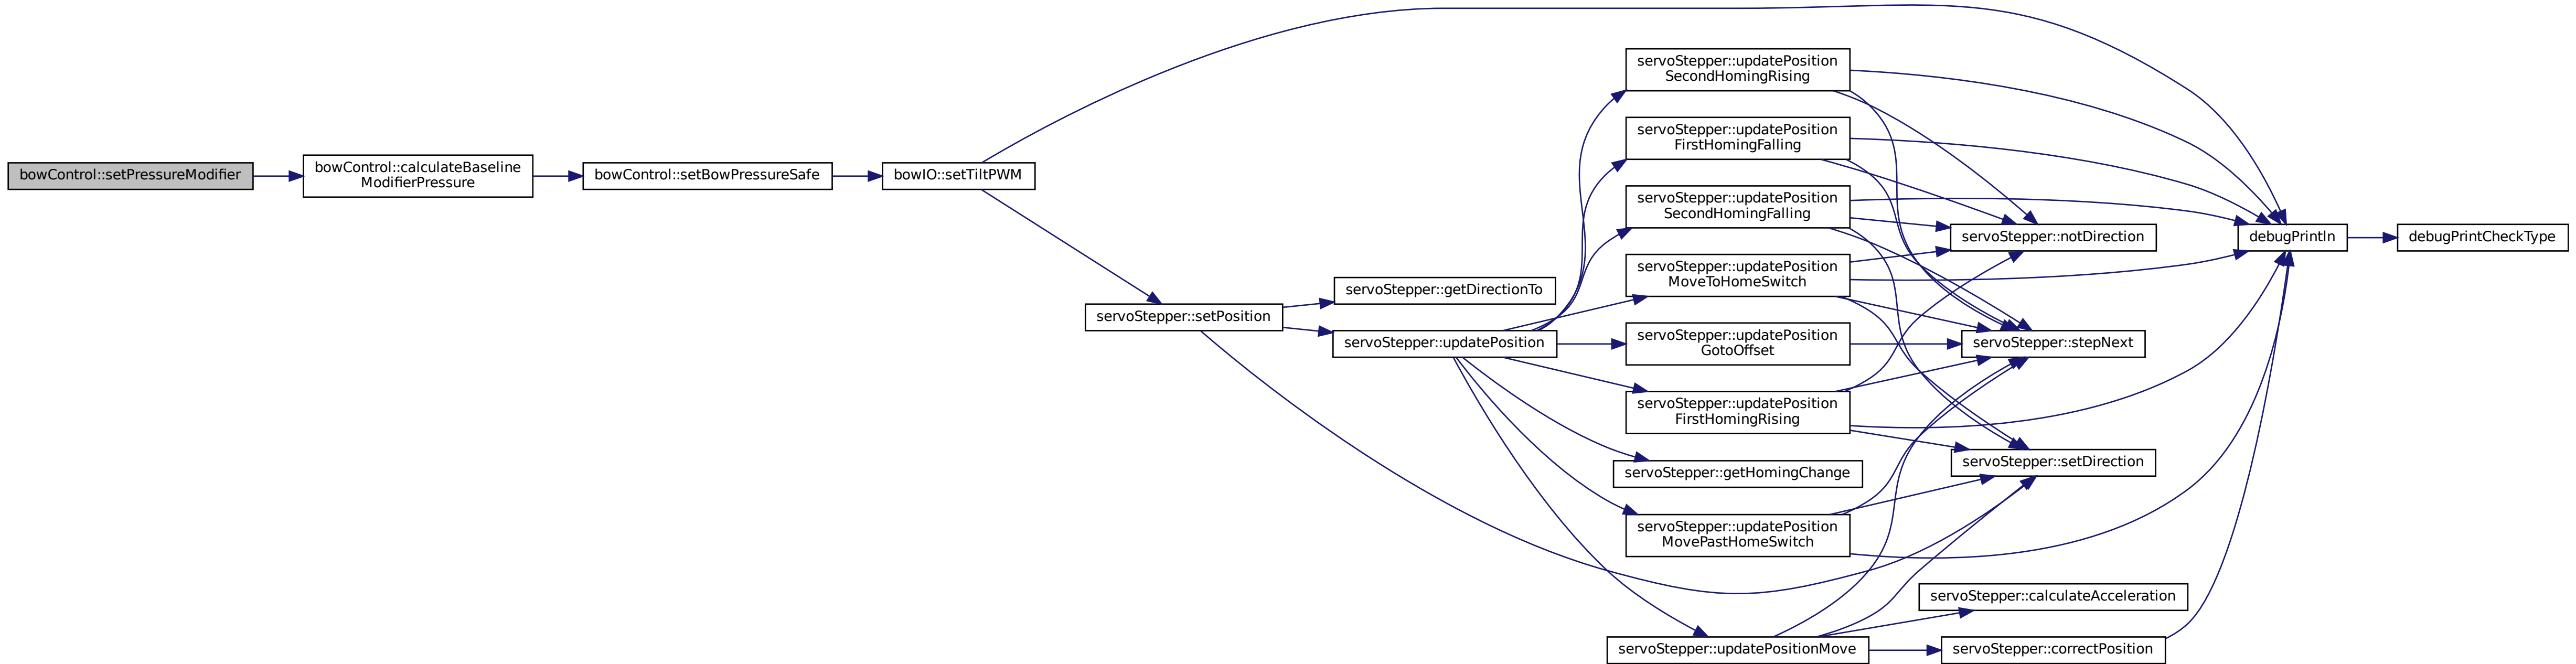 bowControl::setPressureModifier
bowControl::calculateBaseline
ModifierPressure
bowControl::setBowPressureSafe
bowIO::setTiltPWM
servoStepper::setPosition
servoStepper::getDirectionTo
servoStepper::updatePosition
servoStepper::updatePosition
SecondHomingRising
servoStepper::updatePosition
FirstHomingFalling
servoStepper::updatePosition
SecondHomingFalling
servoStepper::updatePosition
MoveToHomeSwitch
servoStepper::updatePosition
GotoOffset
servoStepper::updatePosition
FirstHomingRising
servoStepper::getHomingChange
servoStepper::updatePosition
MovePastHomeSwitch
servoStepper::updatePositionMove
servoStepper::notDirection
servoStepper::stepNext
servoStepper::setDirection
servoStepper::calculateAcceleration
servoStepper::correctPosition
debugPrintln
debugPrintCheckType